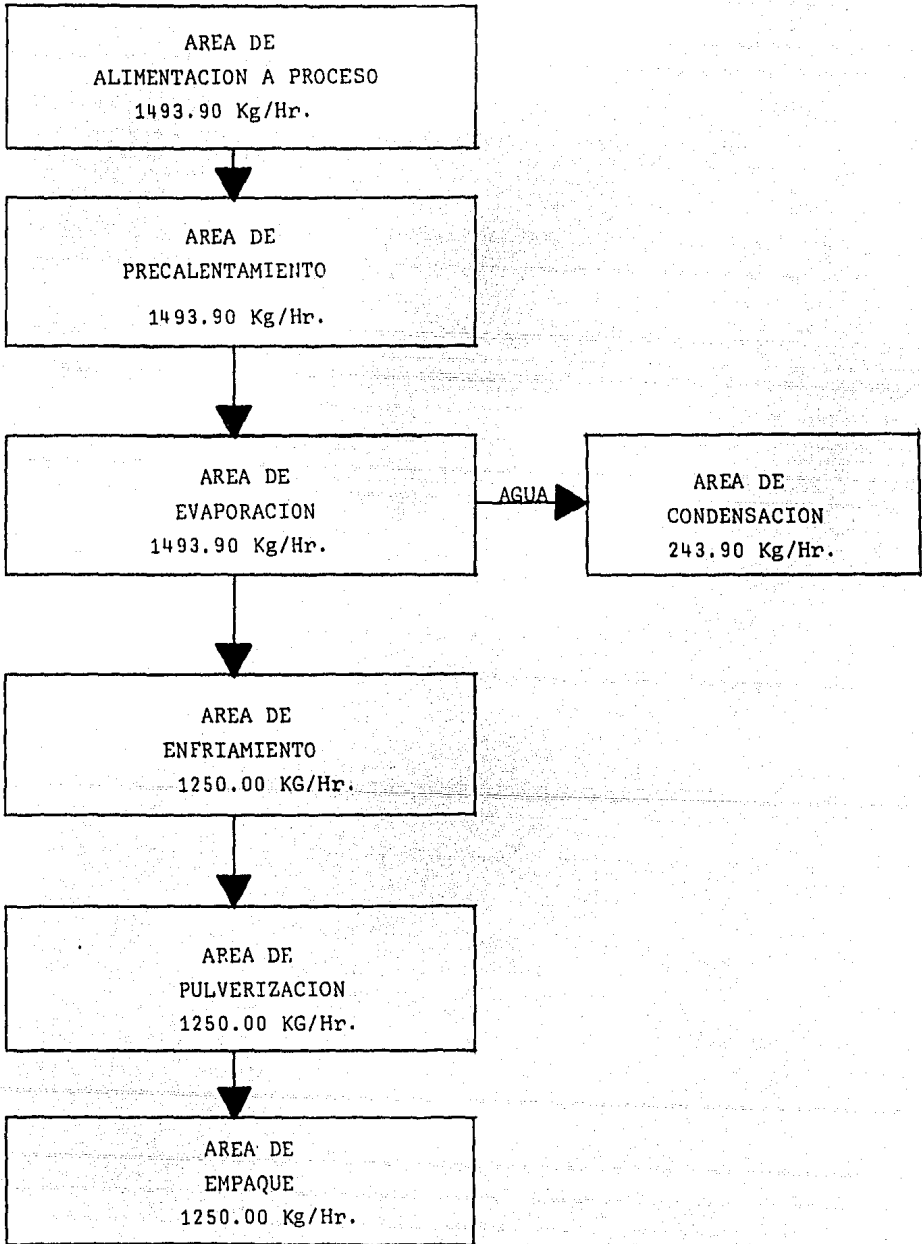 AREA DE
ALIMENTACION A PROCESO
1493.90 Kg/Hr.
AREA DE
PRECALENTAMIENTO
1493.90 Kg/Hr.
AREA DE
EVAPORACION
1493.90 Kg/Hr.
AGUA
AREA DE
CONDENSACION
243.90 Kg/Hr.
AREA DE
ENFRIAMIENTO
1250.00 KG/Hr.
AREA DE
PULVERIZACION
1250.00 KG/Hr.
AREA DE
EMPAQUE
1250.00 Kg/Hr.